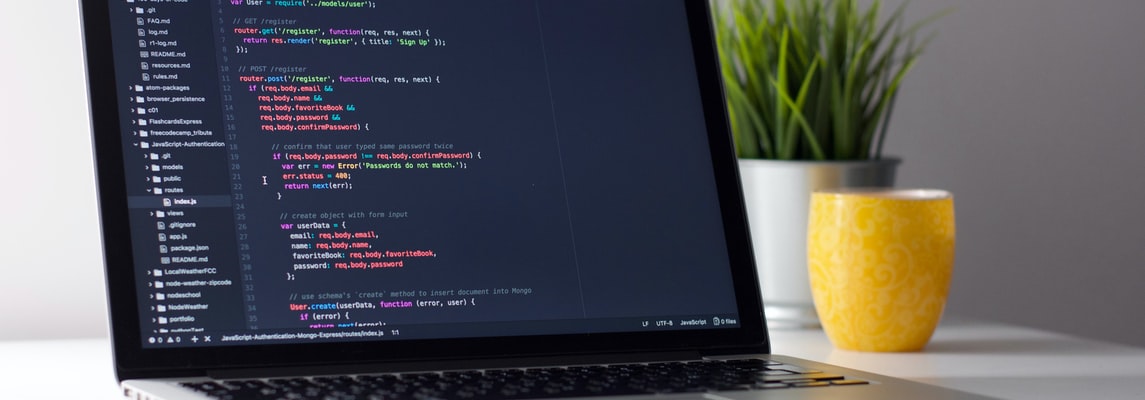 .git
FAQ.md
log.md
r1-log.md
README.md
resources.md
rules.md
atom-packages
browser_persistence
c01
FlashcardsExpress
freecodecamp_tribute
JavaScript-Authentication
.git
models
public
routes
index.js
views
.gitignore
app.js
package.json
README.md
LocalWeatherFCC
node-weather-zipcode
nodeschool
NodeWeather
portfolio
pythonTest
var User = require('../models/user');
5 // GET /register
6 router.get('/register', function(req, res, next) {
7 return res.render('register', { title: 'Sign Up' });
8 });
9
10 // POST /register
11 router.post('/register', function(req, res, next) {
12 if (req.body.email &&
13 req.body.name &&
14 req.body.favoriteBook &&
15 req.body.password &&
16 req.body.confirmPassword) {
17
18 // confirm that user typed same password twice
19 if (req.body.password !== req.body.confirmPassword) {
20 var err = new Error('Passwords do not match.');
21 err.status = 400;
22 return next(err);
23 }
24
25 // create object with form input
26 var userData = {
27 email: req.body.email,
28 name: req.body.name,
29 favoriteBook: req.body.favoriteBook,
30 password: req.body.password
31 };
32
33 // use schema's `create` method to insert document into Mongo
34 User.create(userData, function (error, user) {
35 if (error) {
return next(error);
0 0 JavaScript-Authentication-Mongo-Express/routes/index.js 1:1 LF UTF-8 JavaScript 0 files